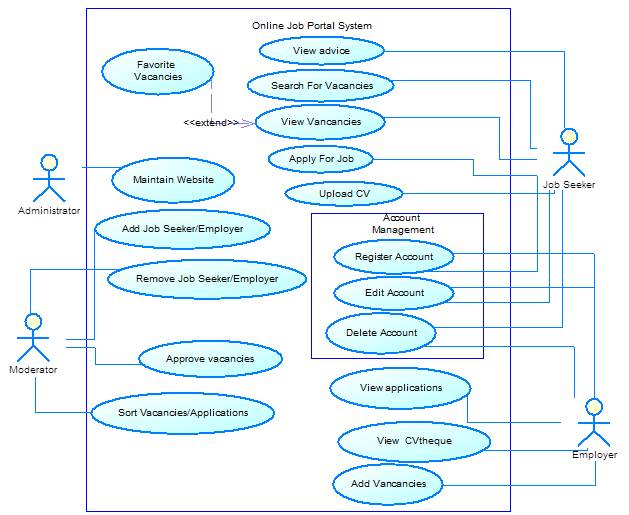 Online Job Portal System
View advice
Favorite
Vacancies
Search For Vacancies
<<extend>>
View Vancancies
Apply For Job
Maintain Website
Upload CV
Job Seeker
Administrator
Account
Management
Add Job Seeker/Employer
Register Account
Remove Job Seeker/Employer
Edit Account
Delete Account
Moderator
Approve vacancies
View applications
Sort Vacancies/Applications
View CVtheque
Employer
Add Vancancies